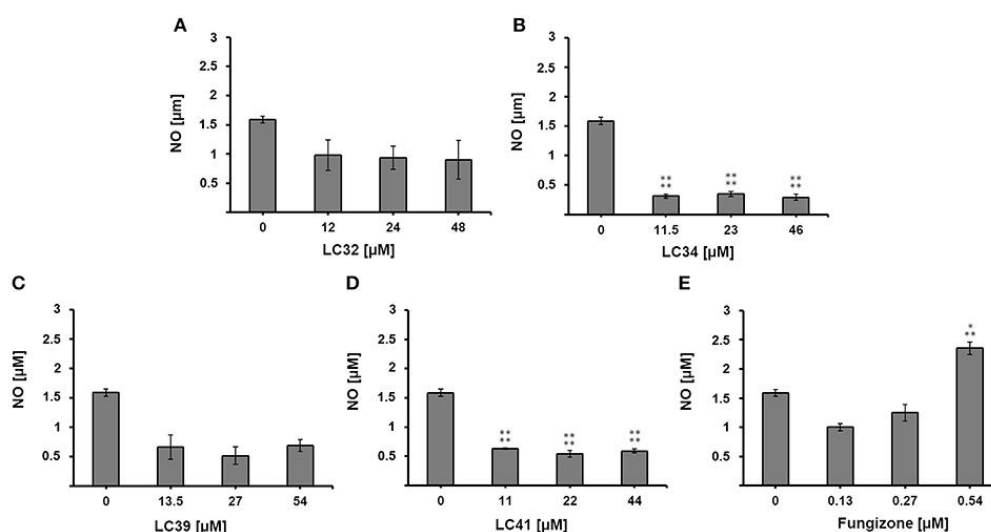 A
NO [µm]
3
2.5
2
1.5
1
0.5
0 12 24 48
LC32 [µM]
B
NO [µm]
3
2.5
2
1.5
1
0.5
** ** **
** ** **
0 11.5 23 46
LC34 [µM]
C
NO [µM]
3
2.5
2
1.5
1
0.5
0 13.5 27 54
LC39 [µM]
D
NO [µM]
3
2.5
2
1.5
1
0.5
** ** **
** ** **
0 11 22 44
LC41 [µM]
E
NO [µM]
3
2.5
2
1.5
1
0.5
*
**
0 0.13 0.27 0.54
Fungizone [µM]